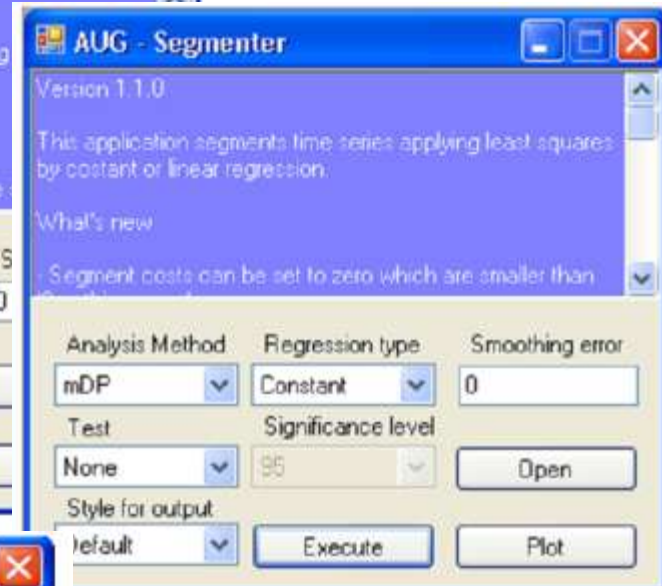 AUG - Segmenter
Version 1.1.0
This application segments time series applying least squares
by costant or linear regression.
What's new
- Segment costs can be set to zero which are smaller than
Analysis Method Regression type Smoothing error
mDP Constant 0
Test Significance level
None 95 Open
Style for output
Default Execute Plot